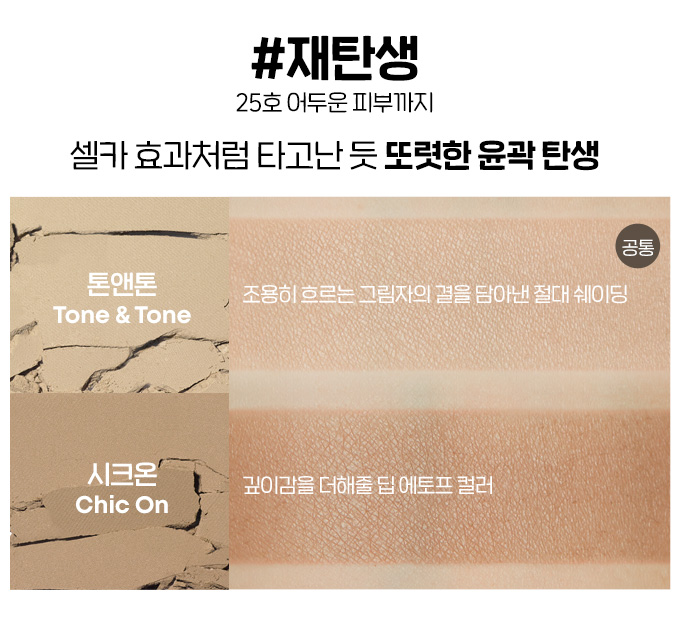 #재탄생
25호 어두운 피부까지
셀카 효과처럼 타고난 듯 또렷한 윤곽 탄생
공통
톤앤톤
Tone & Tone
조용히 흐르는 그림자의 결을 담아낸 절대 쉐이딩
시크온
Chic On
깊이감을 더해줄 딥 에토프 컬러